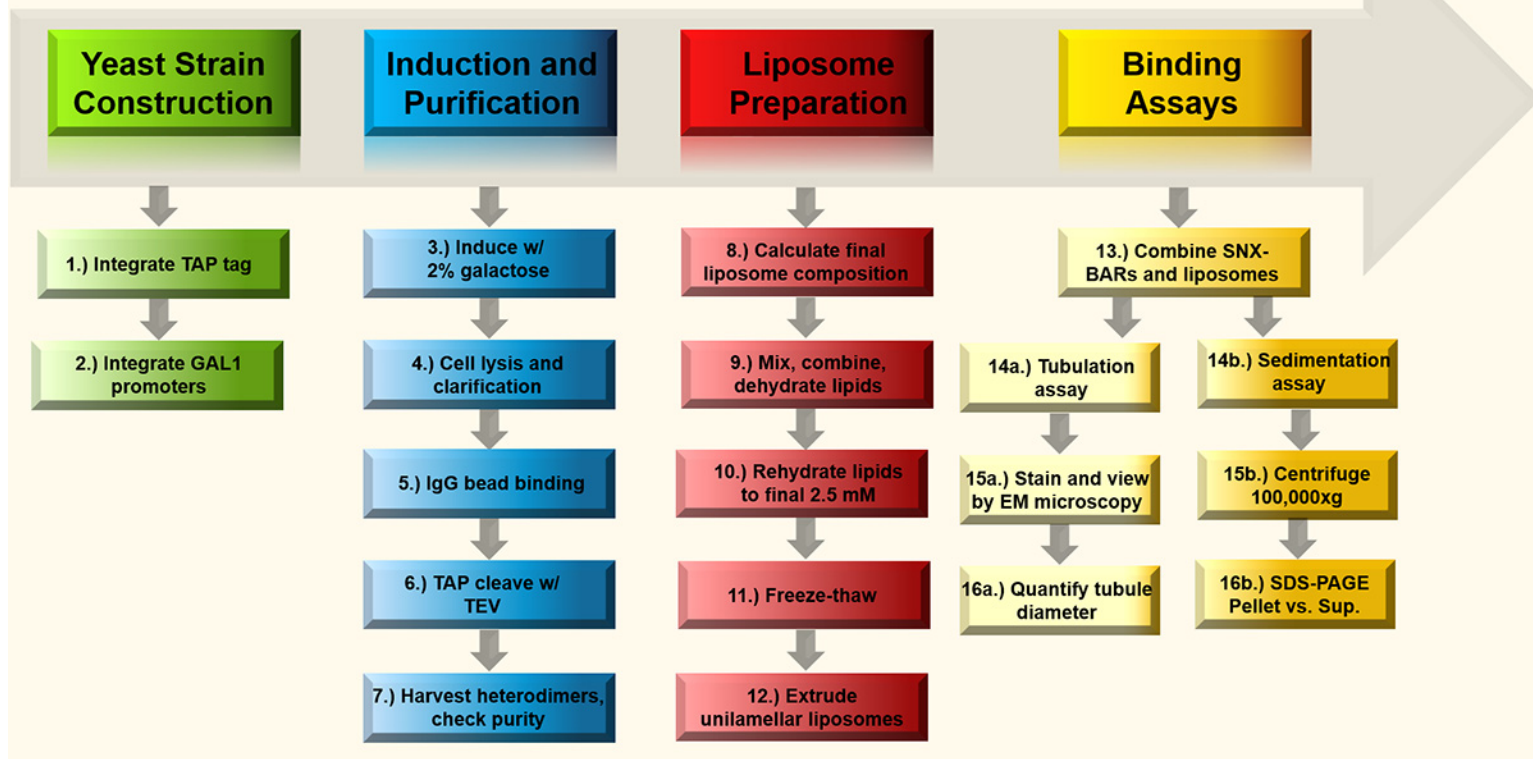 Yeast Strain
Construction
Induction and
Purification
Liposome
Preparation
Binding
Assays
1.) Integrate TAP tag
2.) Integrate GAL1
promoters
3.) Induce w/
2% galactose
4.) Cell lysis and
clarification
5.) IgG bead binding
6.) TAP cleave w/
TEV
7.) Harvest heterodimers,
check purity
8.) Calculate final
liposome composition
9.) Mix, combine,
dehydrate lipids
10.) Rehydrate lipids
to final 2.5 mM
11.) Freeze-thaw
12.) Extrude
unilamellar liposomes
13.) Combine SNX-
BARs and liposomes
14a.) Tubulation
assay
15a.) Stain and view
by EM microscopy
16a.) Quantify tubule
diameter
14b.) Sedimentation
assay
15b.) Centrifuge
100,000xg
16b.) SDS-PAGE
Pellet vs. Sup.